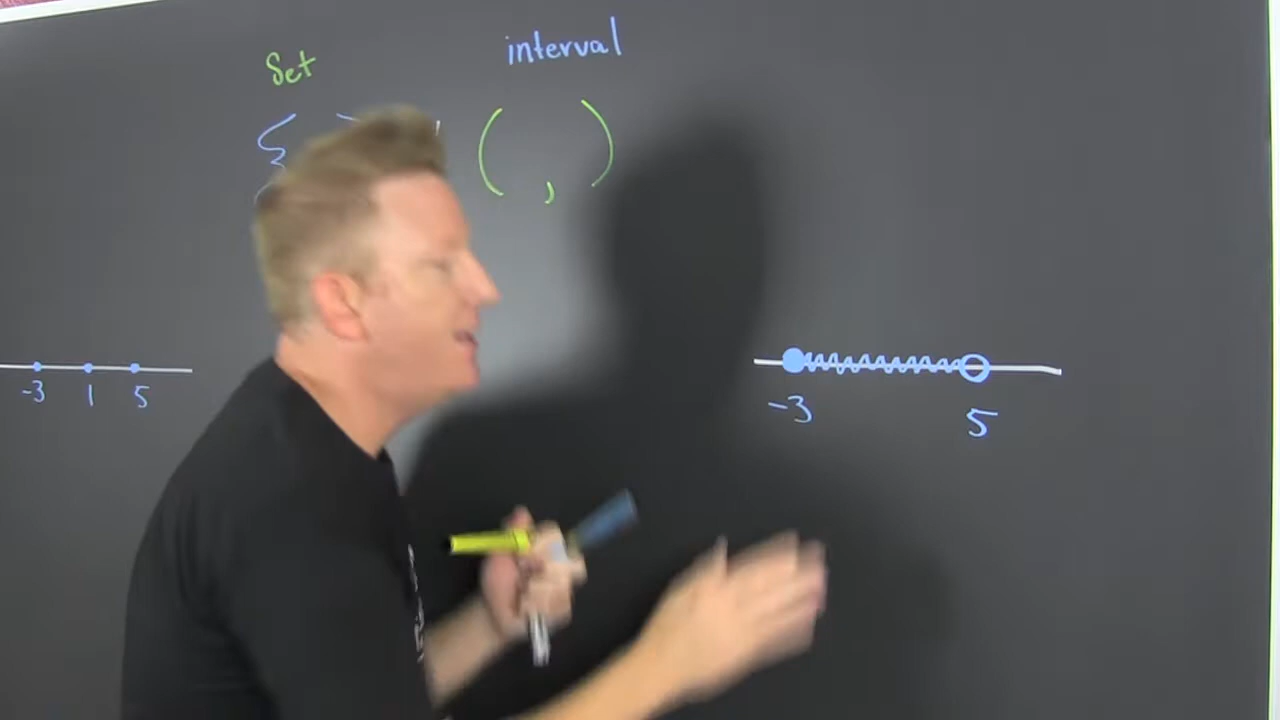 Set
interval
{
( , )
-3 1 5
-3 5